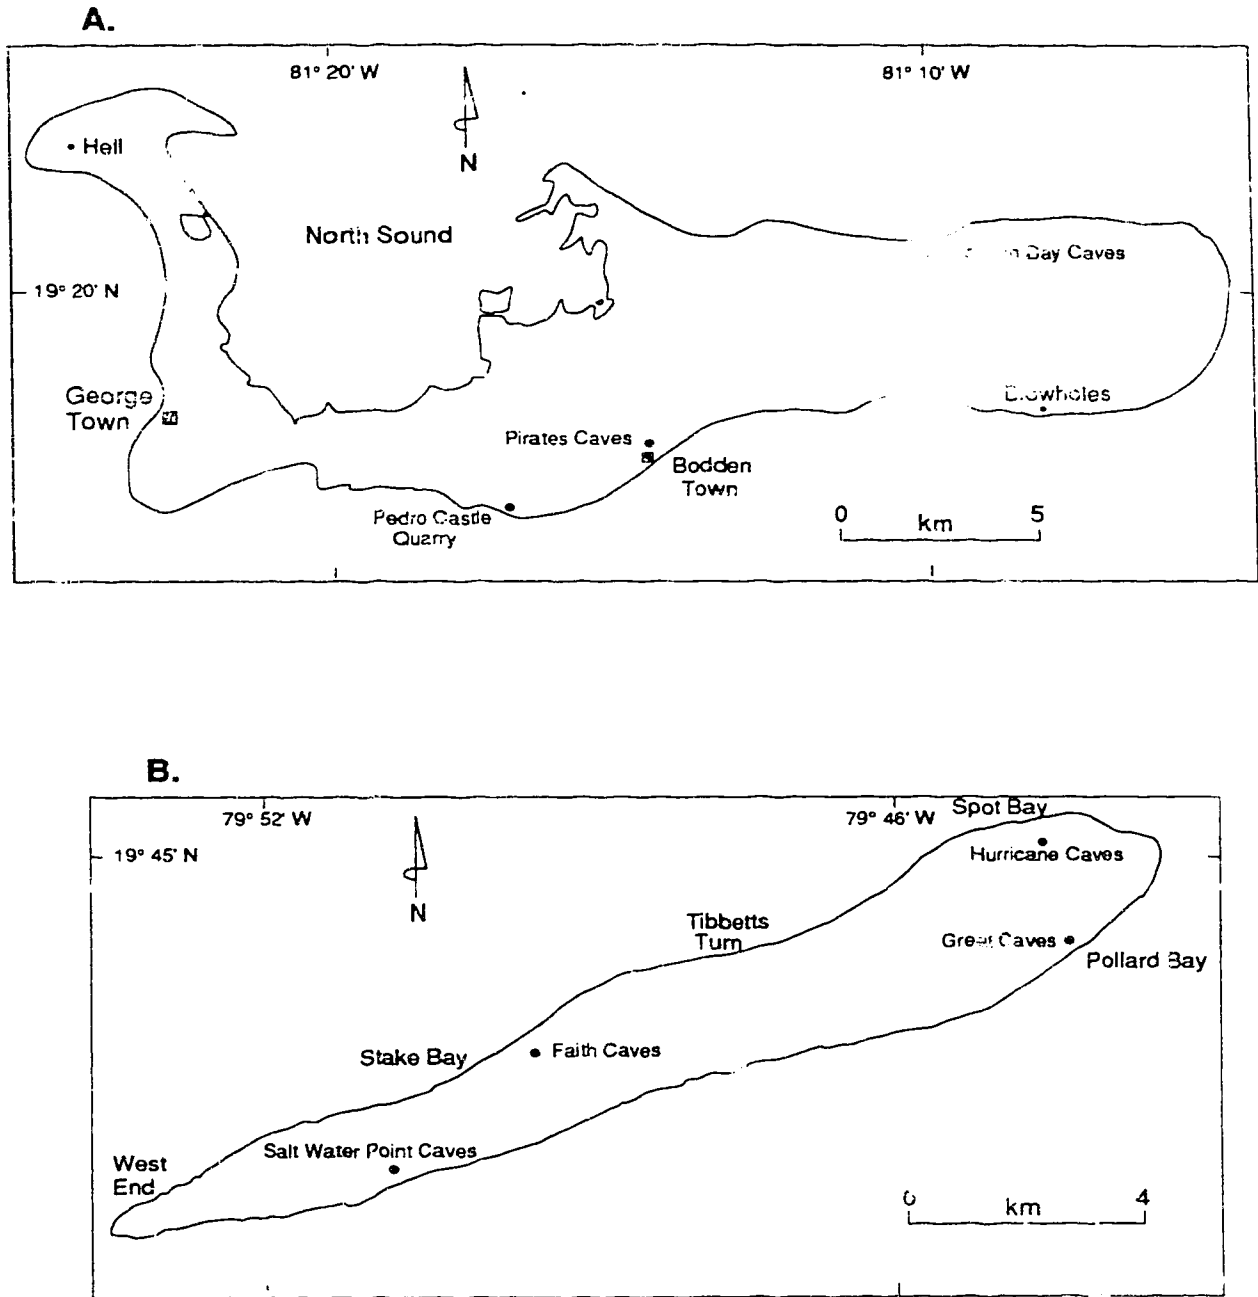 A.
81° 20' W
81° 10' W
Hell
N
North Sound
Bay Caves
19° 20' N
George
Town
Blowholes
Pirates Caves
Bodden
Town
Pedro Castle
Quarry
0 km 5
B.
79° 52' W
79° 46' W
Spot Bay
19° 45' N
Hurricane Caves
N
Tibbetts
Turn
Great Caves
Pollard Bay
Stake Bay
Faith Caves
Salt Water Point Caves
West
End
0 km 4